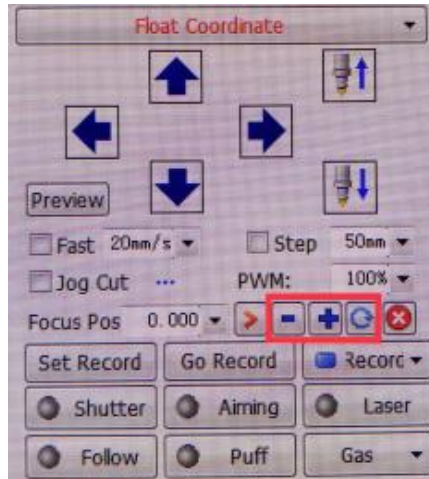 Float Coordinate
Preview
Fast 20mm/s Step 50mm
Jog Cut ... PWM: 100%
Focus Pos 0.000 > - +
Set Record Go Record Record
Shutter Aiming Laser
Follow Puff Gas